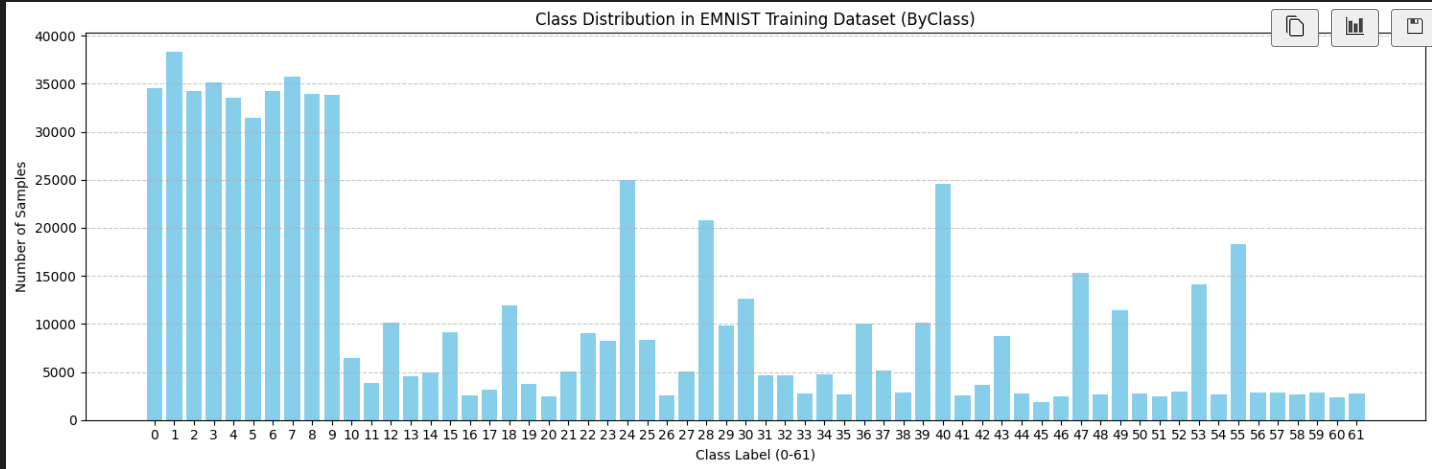 Class Distribution in EMNIST Training Dataset (ByClass)
40000
35000
30000
25000
20000
15000
10000
5000
0
Number of Samples
0 1 2 3 4 5 6 7 8 9 10 11 12 13 14 15 16 17 18 19 20 21 22 23 24 25 26 27 28 29 30 31 32 33 34 35 36 37 38 39 40 41 42 43 44 45 46 47 48 49 50 51 52 53 54 55 56 57 58 59 60 61
Class Label (0-61)